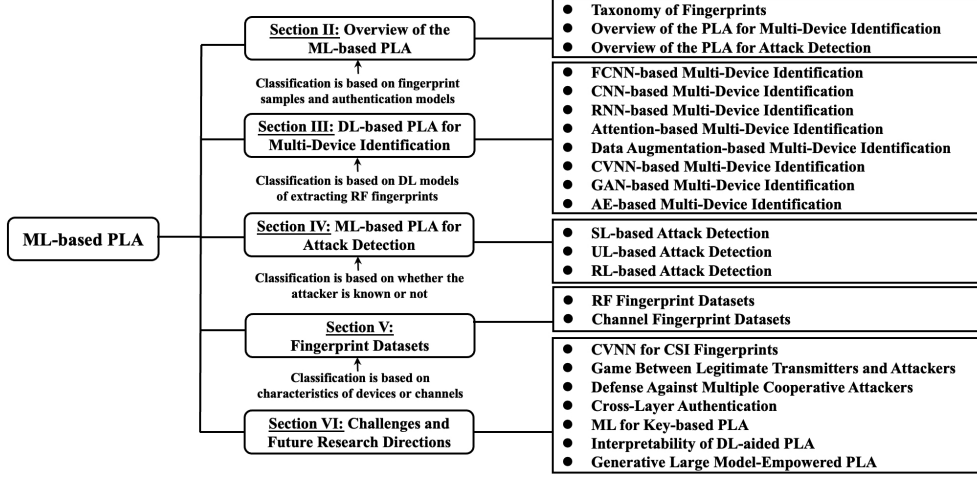 ML-based PLA
Section II: Overview of the
ML-based PLA
Classification is based on fingerprint
samples and authentication models
Taxonomy of Fingerprints
Overview of the PLA for Multi-Device Identification
Overview of the PLA for Attack Detection
Section III: DL-based PLA for
Multi-Device Identification
Classification is based on DL models
of extracting RF fingerprints
FCNN-based Multi-Device Identification
CNN-based Multi-Device Identification
RNN-based Multi-Device Identification
Attention-based Multi-Device Identification
Data Augmentation-based Multi-Device Identification
CVNN-based Multi-Device Identification
GAN-based Multi-Device Identification
AE-based Multi-Device Identification
Section IV: ML-based PLA for
Attack Detection
Classification is based on whether the
attacker is known or not
SL-based Attack Detection
UL-based Attack Detection
RL-based Attack Detection
Section V:
Fingerprint Datasets
Classification is based on
characteristics of devices or channels
RF Fingerprint Datasets
Channel Fingerprint Datasets
Section VI: Challenges and
Future Research Directions
CVNN for CSI Fingerprints
Game Between Legitimate Transmitters and Attackers
Defense Against Multiple Cooperative Attackers
Cross-Layer Authentication
ML for Key-based PLA
Interpretability of DL-aided PLA
Generative Large Model-Empowered PLA